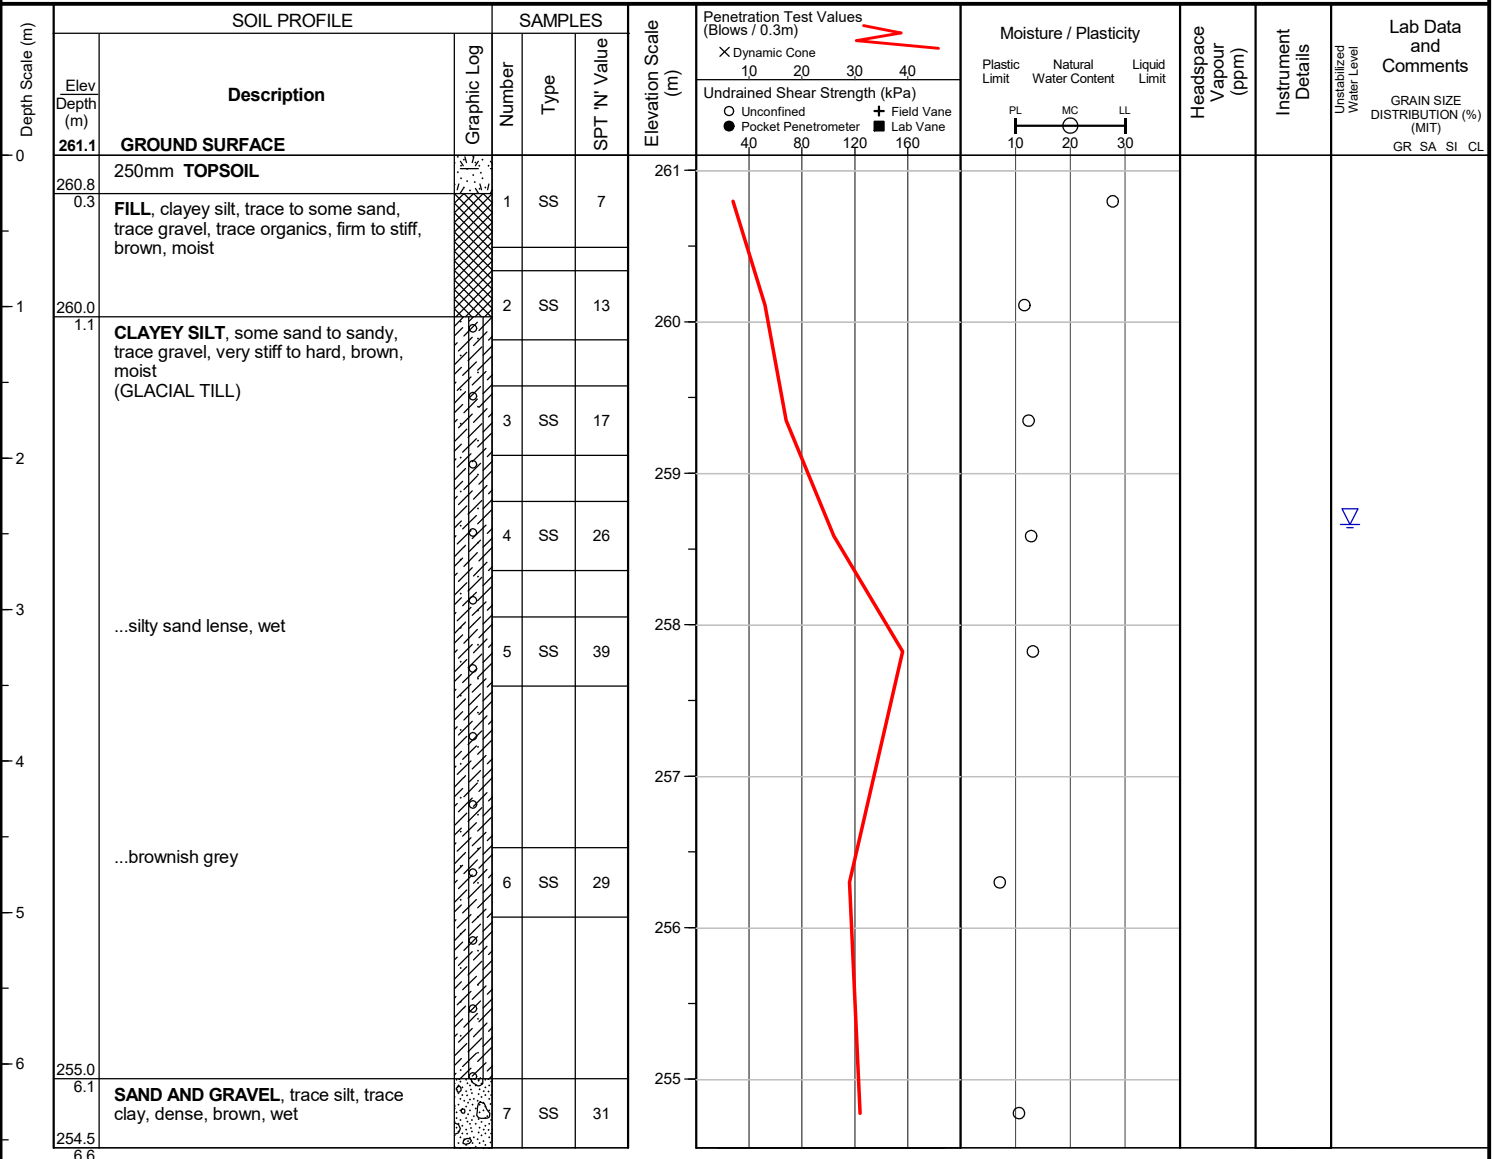 Depth Scale (m)
SOIL PROFILE
Elev
Depth
(m)
Description
Graphic Log
261.1 GROUND SURFACE
SAMPLES
Number
Type
SPT 'N' Value
Elevation Scale
(m)
Penetration Test Values
(Blows / 0.3m)
X Dynamic Cone
10 20 30 40
Undrained Shear Strength (kPa)
Unconfined
Field Vane
Pocket Penetrometer
Lab Vane
40 80 120 160
Moisture / Plasticity
Plastic
Limit
Natural
Water Content
Liquid
Limit
PL MC LL
10 20 30
Headspace
Vapour
(ppm)
Instrument
Details
Unstabilized
Water Level
Lab Data
and
Comments
GRAIN SIZE
DISTRIBUTION (%)
(MIT)
GR SA SI CL
0
250mm TOPSOIL
261
260.8
0.3
FILL, clayey silt, trace to some sand,
trace gravel, trace organics, firm to stiff,
brown, moist
1 SS 7
1
260.0
1.1
2 SS 13
260
CLAYEY SILT, some sand to sandy,
trace gravel, very stiff to hard, brown,
moist
(GLACIAL TILL)
3 SS 17
2
259
4 SS 26
3
...silty sand lense, wet
258
5 SS 39
4
257
...brownish grey
6 SS 29
5
256
6
255.0
6.1
255
SAND AND GRAVEL, trace silt, trace
clay, dense, brown, wet
7 SS 31
254.5
6.6